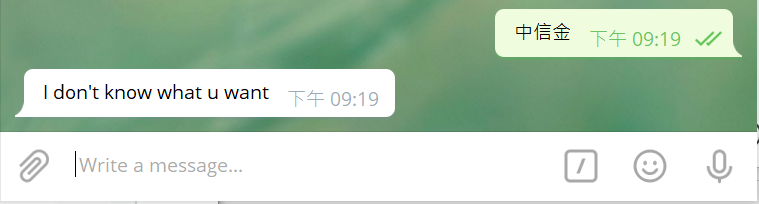 中信金 下午 09:19
I don't know what u want 下午 09:19
Write a message...